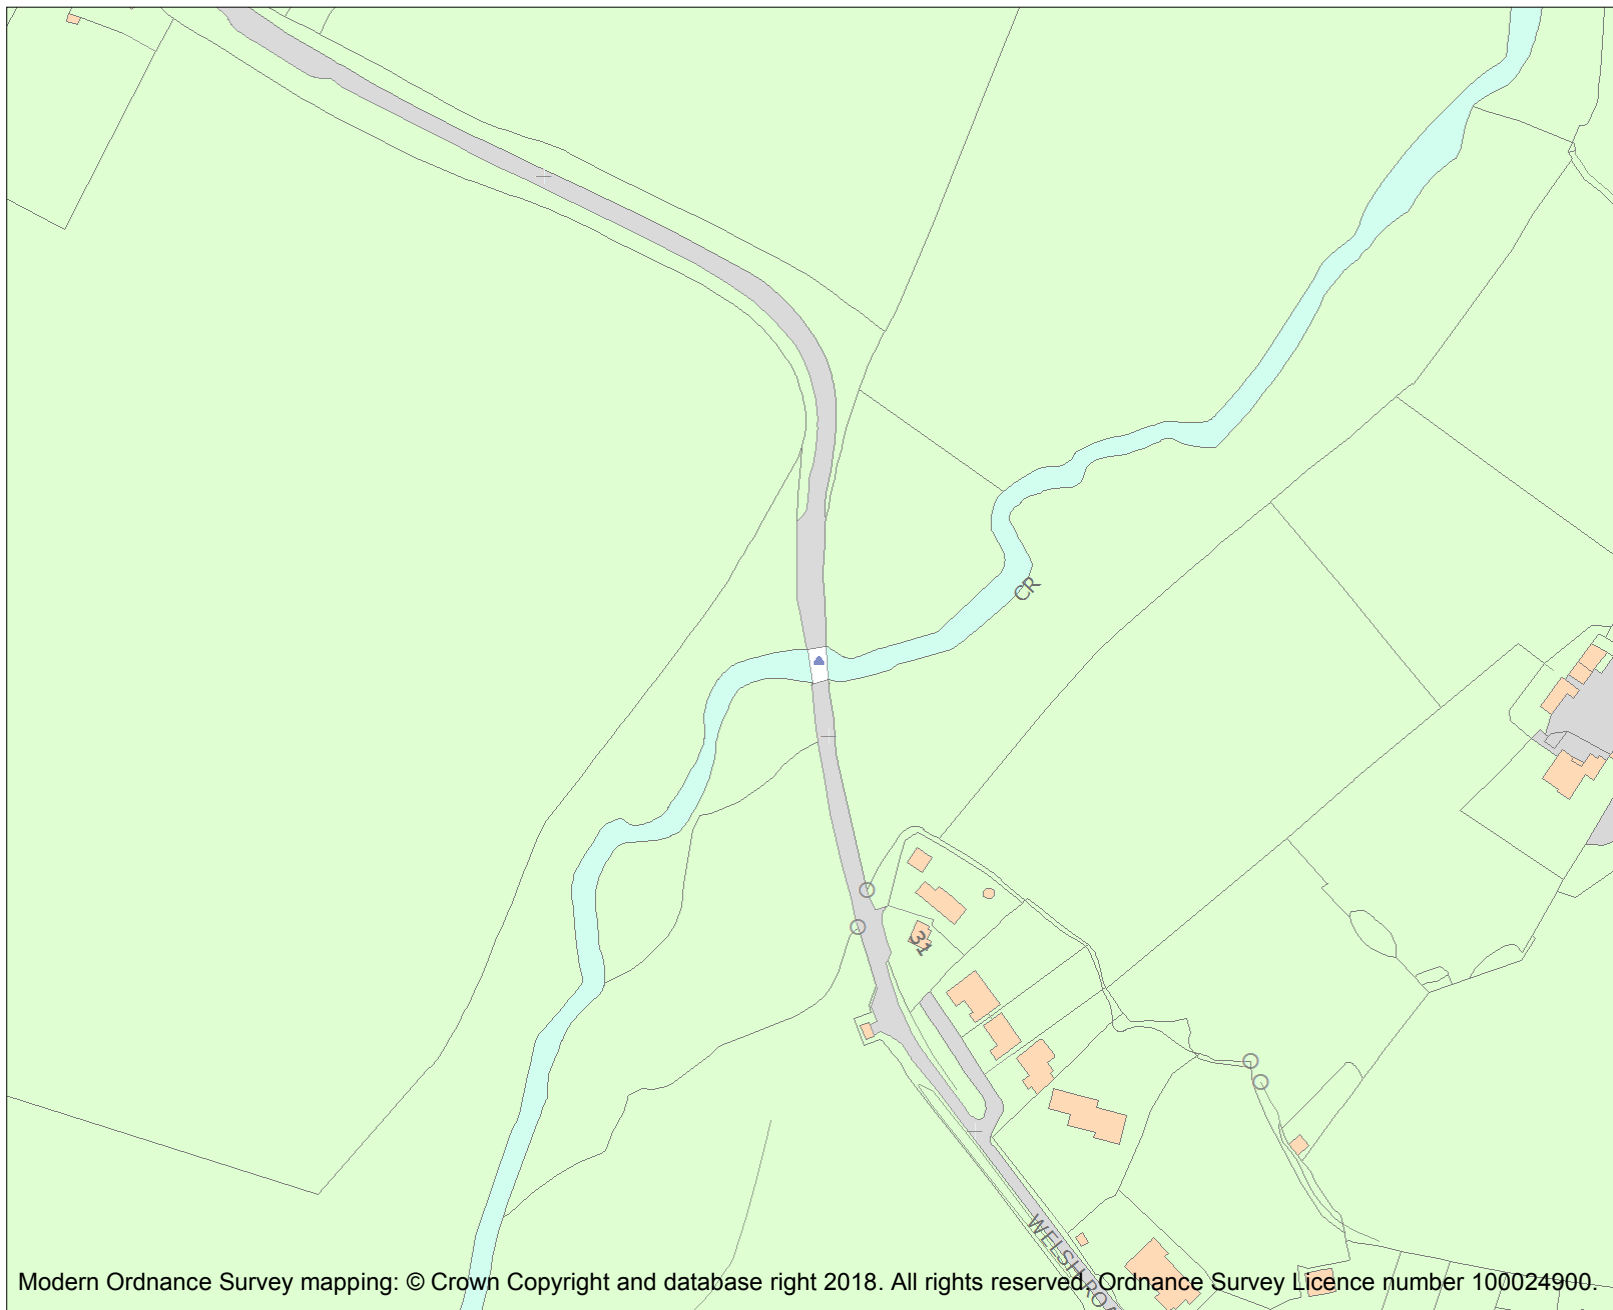 CR
31
WELSH ROA
Modern Ordnance Survey mapping: © Crown Copyright and database right 2018. All rights reserved. Ordnance Survey Licence number 100024900.